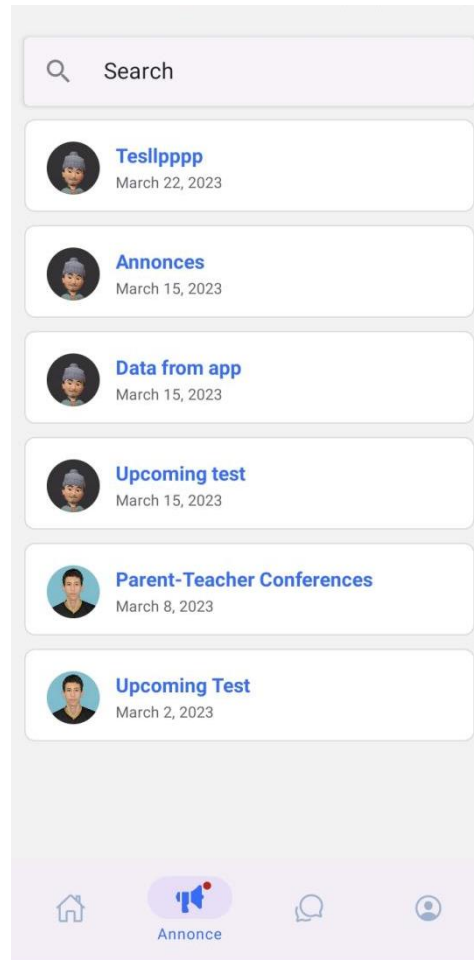 Search
Tesllpppp
March 22, 2023
Annonces
March 15, 2023
Data from app
March 15, 2023
Upcoming test
March 15, 2023
Parent-Teacher Conferences
March 8, 2023
Upcoming Test
March 2, 2023
Annonce